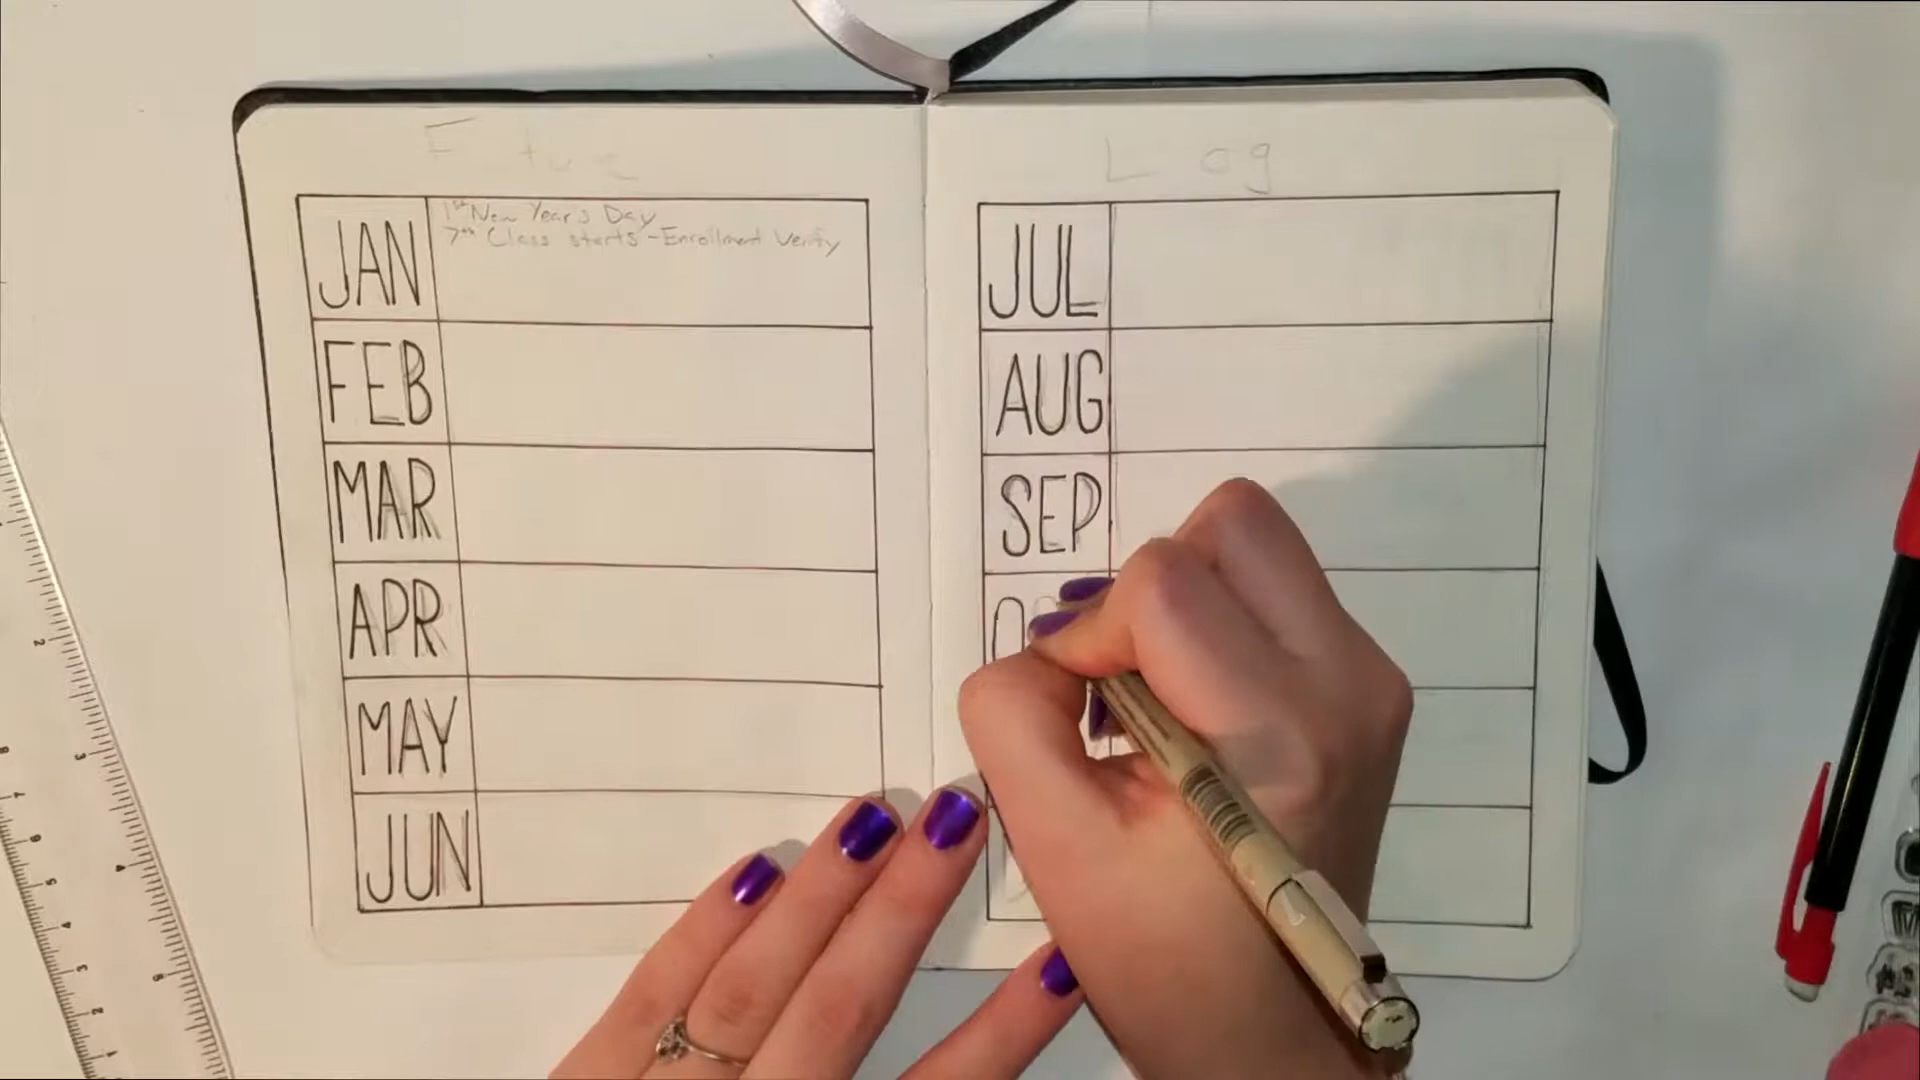 Future
JAN
1st New Year's Day
7th Class starts - Enrollment Verify
FEB
MAR
APR
MAY
JUN
Log
JUL
AUG
SEP